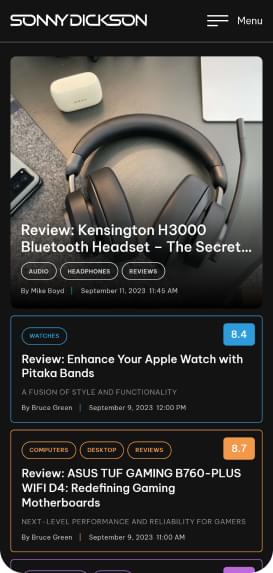 SONNYDICKSON
Menu
Review: Kensington H3000
Bluetooth Headset – The Secret...
AUDIO HEADPHONES REVIEWS
By Mike Boyd | September 11, 2023 11:45 AM
WATCHES
8.4
Review: Enhance Your Apple Watch with
Pitaka Bands
A FUSION OF STYLE AND FUNCTIONALITY
By Bruce Green | September 9, 2023 12:00 PM
COMPUTERS DESKTOP REVIEWS
8.7
Review: ASUS TUF GAMING B760-PLUS
WIFI D4: Redefining Gaming
Motherboards
NEXT-LEVEL PERFORMANCE AND RELIABILITY FOR GAMERS
By Bruce Green | September 9, 2023 11:00 AM